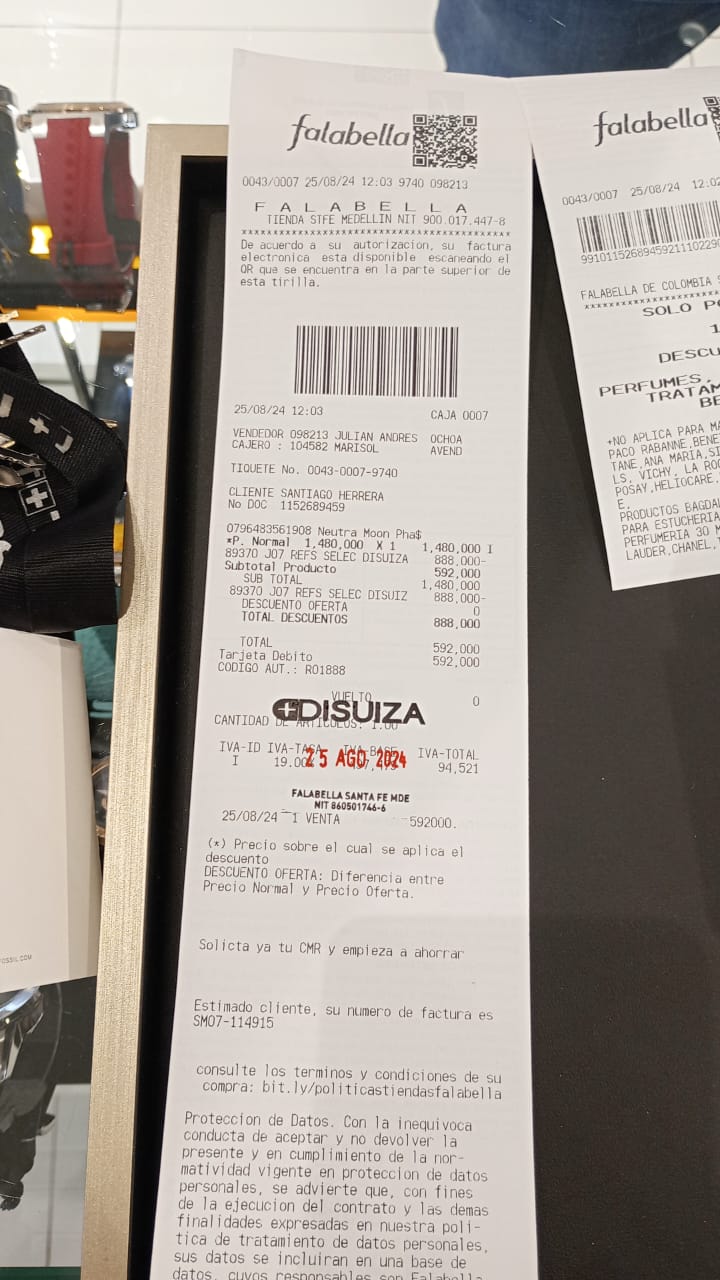 falabella
0043/0007 25/08/24 12:03 9740 098213
F A L A B E L L A
TIENDA STFE MEDELLIN NIT 900.017.447-8
De acuerdo a su autorizacion, su factura
electronica esta disponible escaneando el
QR que se encuentra en la parte superior de
esta tirilla.
25/08/24 12:03 CAJA 0007
VENDEDOR 098213 JULIAN ANDRES OCHOA
CAJERO : 104582 MARISOL AVEND
TIQUETE No. 0043-0007-9740
CLIENTE SANTIAGO HERRERA
No DOC 1152689459
0796483561908 Neutra Moon Pha$
*P. Normal 1,480,000 X 1 1,480,000 I
89370 J07 REFS SELEC DISUIZA 888,000-
Subtotal Producto 592,000
SUB TOTAL 1,480,000
89370 J07 REFS SELEC DISUIZ 888,000-
DESCUENTO OFERTA 0
TOTAL DESCUENTOS 888,000
TOTAL 592,000
Tarjeta Debito 592,000
CODIGO AUT.: RO1888
VUELTO 0
DISUIZA
CANTIDAD DE ARTICULOS: 1.00
IVA-ID IVA-TASA IVA-BASE IVA-TOTAL
I 19.00% 94,521
25 AGO 2024
FALABELLA SANTA FE MDE
NIT 860501746-6
25/08/24 1 VENTA 592000.
(*) Precio sobre el cual se aplica el
descuento
DESCUENTO OFERTA: Diferencia entre
Precio Normal y Precio Oferta.
Solicta ya tu CMR y empieza a ahorrar
Estimado cliente, su numero de factura es
SM07-114915
consulte los terminos y condiciones de su
compra: bit.ly/politicastiendasfalabella
Proteccion de Datos. Con la inequivoca
conducta de aceptar y no devolver la
presente y en cumplimiento de la nor-
matividad vigente en proteccion de datos
personales, se advierte que, con fines
de la ejecucion del contrato y las demas
finalidades expresadas en nuestra poli-
tica de tratamiento de datos personales,
sus datos se incluiran en una base de
datos, cuyos responsables son Falabella
falabella
0043/0007 25/08/24 12:02
FALABELLA DE COLOMBIA
SOLO
DESCU
PERFUMES,
TRATAM
BE
*NO APLICA PARA
PACO RABANNE,BENE
TANE,ANA MARIA,SI
LS, VICHY, LA RO
POSAY,HELIOCARE,
E.
PRODUCTOS
PARA ESTUCHERIA
PERFUMERIA 30 M
LAUDER,CHANEL,
FOSSIL.COM